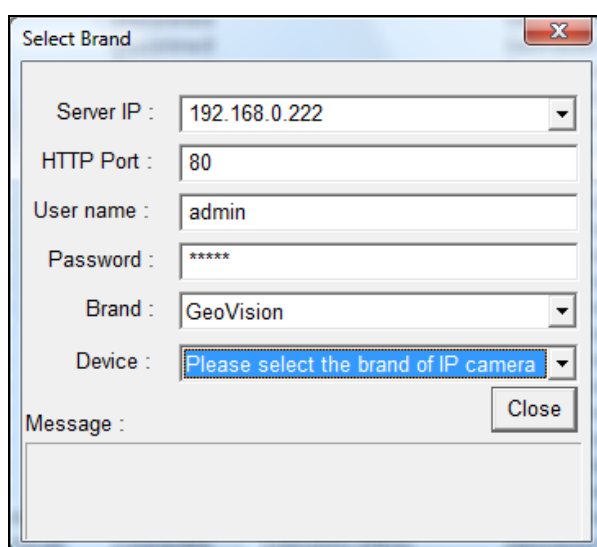 Select Brand
Server IP : 192.168.0.222
HTTP Port : 80
User name : admin
Password : *****
Brand : GeoVision
Device : Please select the brand of IP camera
Close
Message :